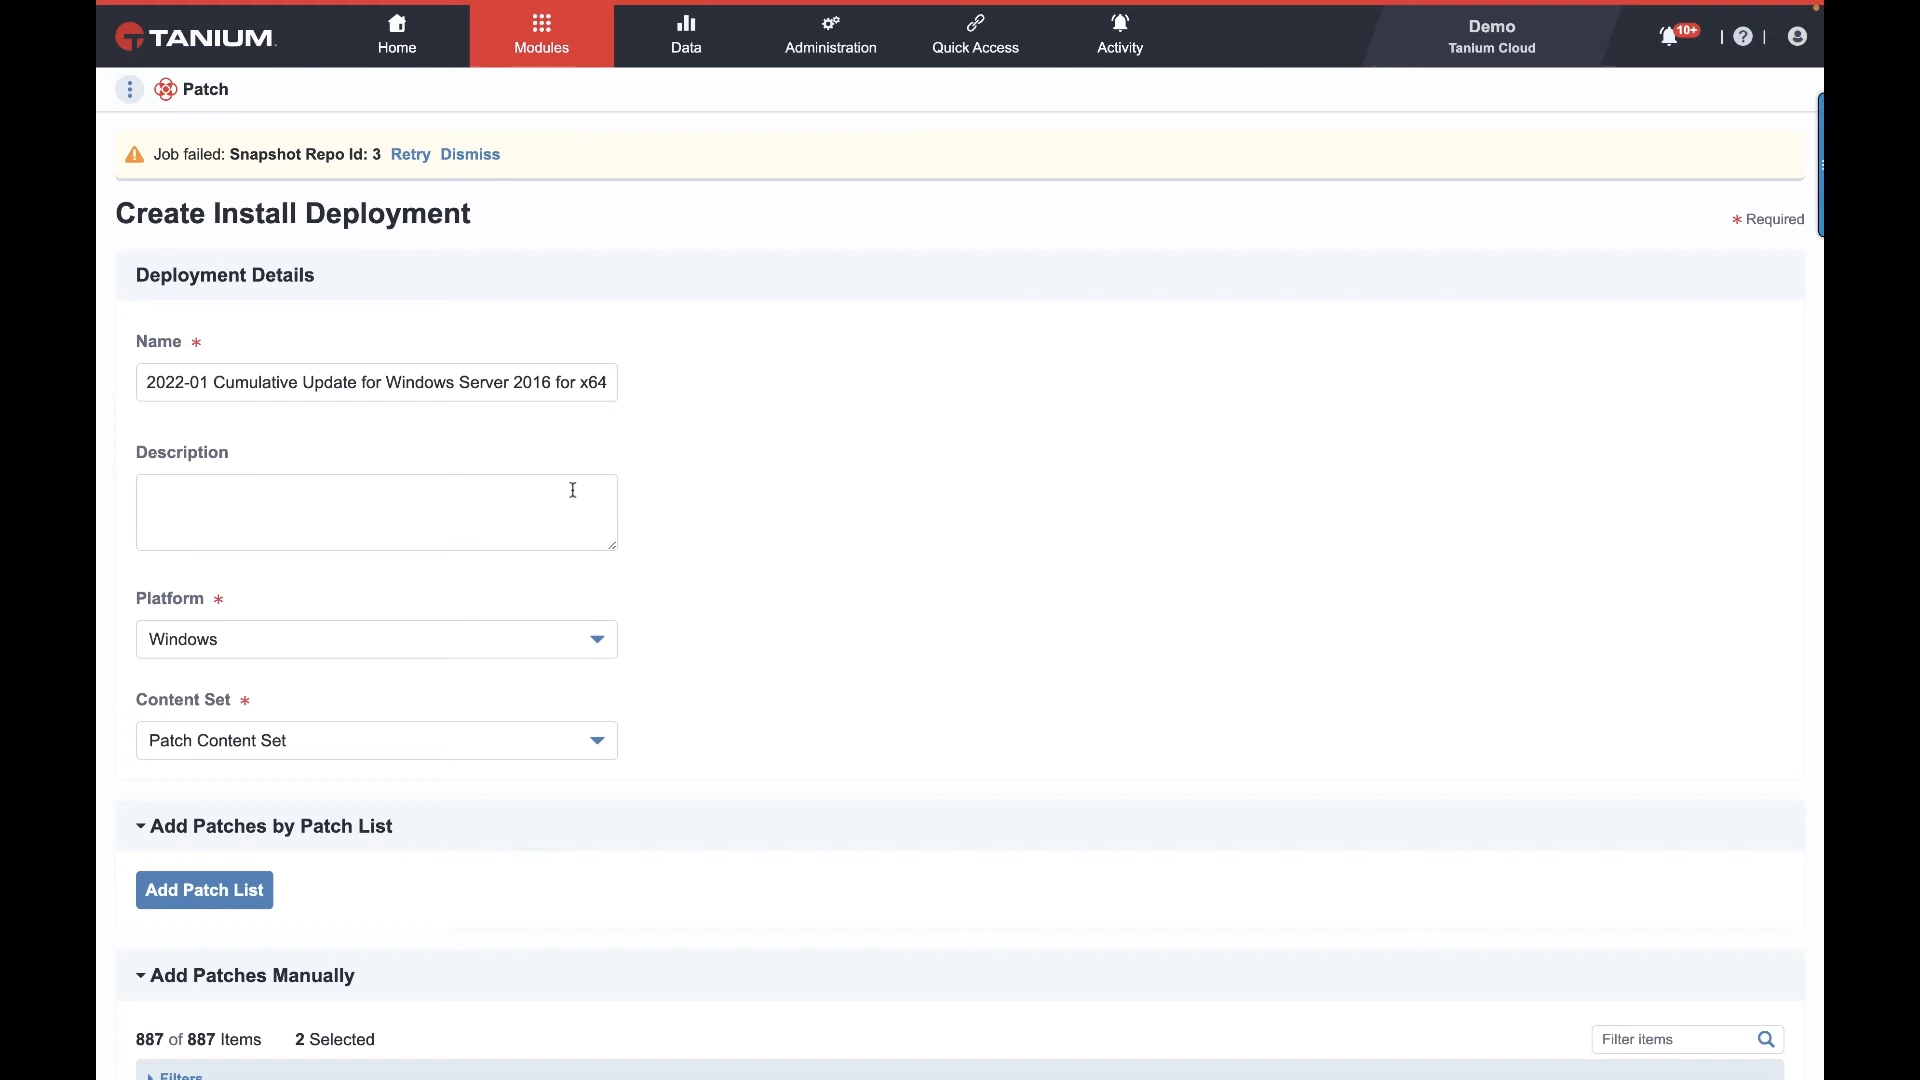 TANIUM
Home
Modules
Data
Administration
Quick Access
Activity
Demo
Tanium Cloud
10+
| ? |
Patch
Job failed: Snapshot Repo Id: 3 Retry Dismiss
Create Install Deployment
* Required
Deployment Details
Name *
2022-01 Cumulative Update for Windows Server 2016 for x64
Description
Platform *
Windows
Content Set *
Patch Content Set
Add Patches by Patch List
Add Patch List
Add Patches Manually
887 of 887 Items 2 Selected
Filter items
Filters